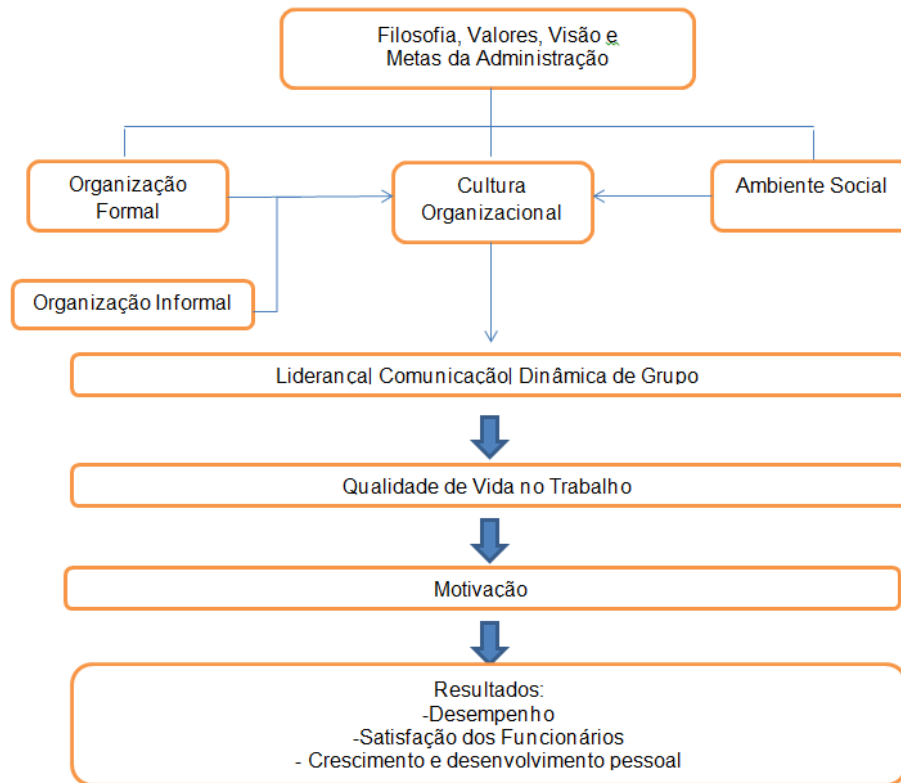 Filosofia, Valores, Visão e
Metas da Administração
Organização
Formal
Cultura
Organizacional
Ambiente Social
Organização Informal
Liderança| Comunicação| Dinâmica de Grupo
Qualidade de Vida no Trabalho
Motivação
Resultados:
-Desempenho
-Satisfação dos Funcionários
- Crescimento e desenvolvimento pessoal